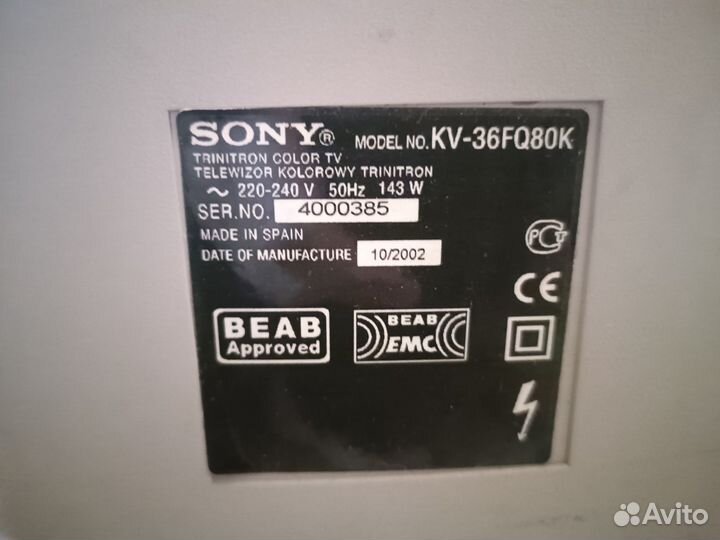 SONY® MODEL NO. KV-36FQ80K
TRINITRON COLOR TV
TELEWIZOR KOLOROWY TRINITRON
～ 220-240 V 50Hz 143 W
SER.NO. 4000385
MADE IN SPAIN
DATE OF MANUFACTURE 10/2002
PCT
CE
BEAB
Approved
BEAB
EMC
Avito